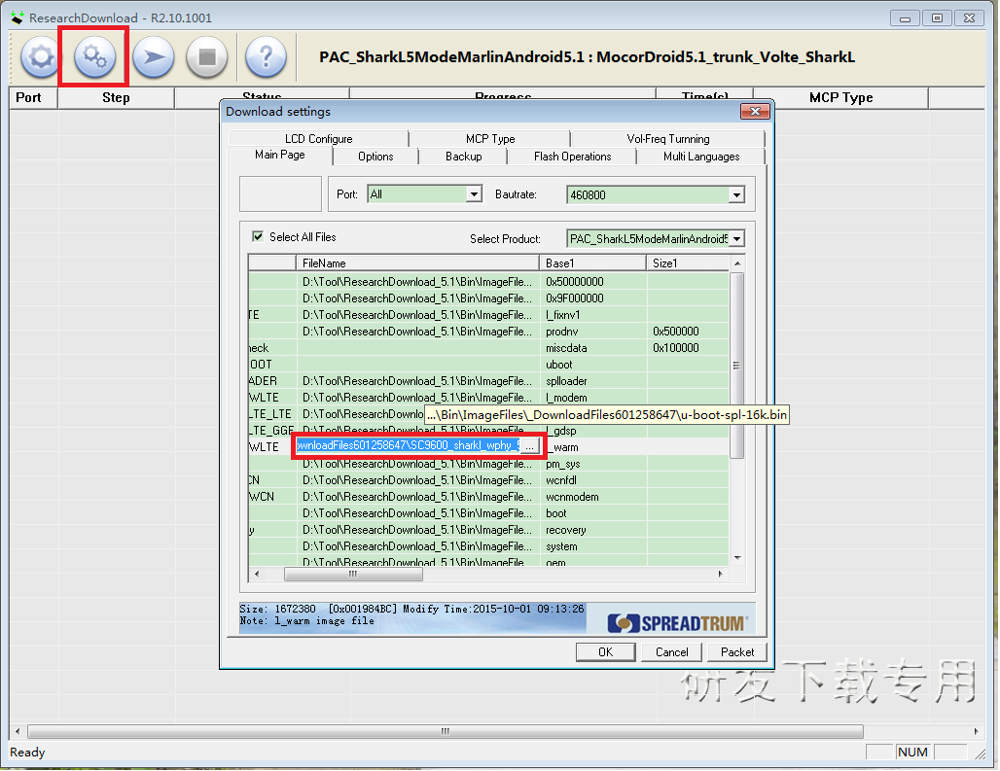 ResearchDownload - R2.10.1001
PAC_SharkL5ModeMarlinAndroid5.1 : MocorDroid5.1_trunk_Volte_SharkL
Port Step Status Progress Time(s) MCP Type
Download settings
LCD Configure MCP Type Vol-Freq Turnning
Main Page Options Backup Flash Operations Multi Languages
Port: All Bautrate: 460800
Select All Files Select Product: PAC_SharkL5ModeMarlinAndroid5
FileName Base1 Size1
D:\Tool\ResearchDownload_5.1\Bin\ImageFile... 0x50000000
D:\Tool\ResearchDownload_5.1\Bin\ImageFile... 0x9F000000
TE D:\Tool\ResearchDownload_5.1\Bin\ImageFile... l_fixnv1
D:\Tool\ResearchDownload_5.1\Bin\ImageFile... prodnv 0x500000
heck miscdata 0x100000
OOT uboot
ADER D:\Tool\ResearchDownload_5.1\Bin\ImageFile... splloader
WLTE D:\Tool\ResearchDownload_5.1\Bin\ImageFile... l_modem
LTE_LTE D:\Tool\ResearchDownlo
...\Bin\ImageFiles\_DownloadFiles601258647\u-boot-spl-16k.bin
LTE_GGE D:\Tool\ResearchDownload_5.1\Bin\ImageFile... l_gdsp
WLTE ownloadFiles601258647\SC9600_sharkl_wphy_5 ... l_warm
D:\Tool\ResearchDownload_5.1\Bin\ImageFile... pm_sys
CN D:\Tool\ResearchDownload_5.1\Bin\ImageFile... wcnfdl
WCN D:\Tool\ResearchDownload_5.1\Bin\ImageFile... wcnmodem
D:\Tool\ResearchDownload_5.1\Bin\ImageFile... boot
y D:\Tool\ResearchDownload_5.1\Bin\ImageFile... recovery
D:\Tool\ResearchDownload_5.1\Bin\ImageFile... system
D:\Tool\ResearchDownload_5.1\Bin\ImageFile... oem
Size: 1672380 [0x001984BC] Modify Time:2015-10-01 09:13:26
Note: l_warm image file
SPREADTRUM
OK Cancel Packet
研发下载专用
Ready NUM